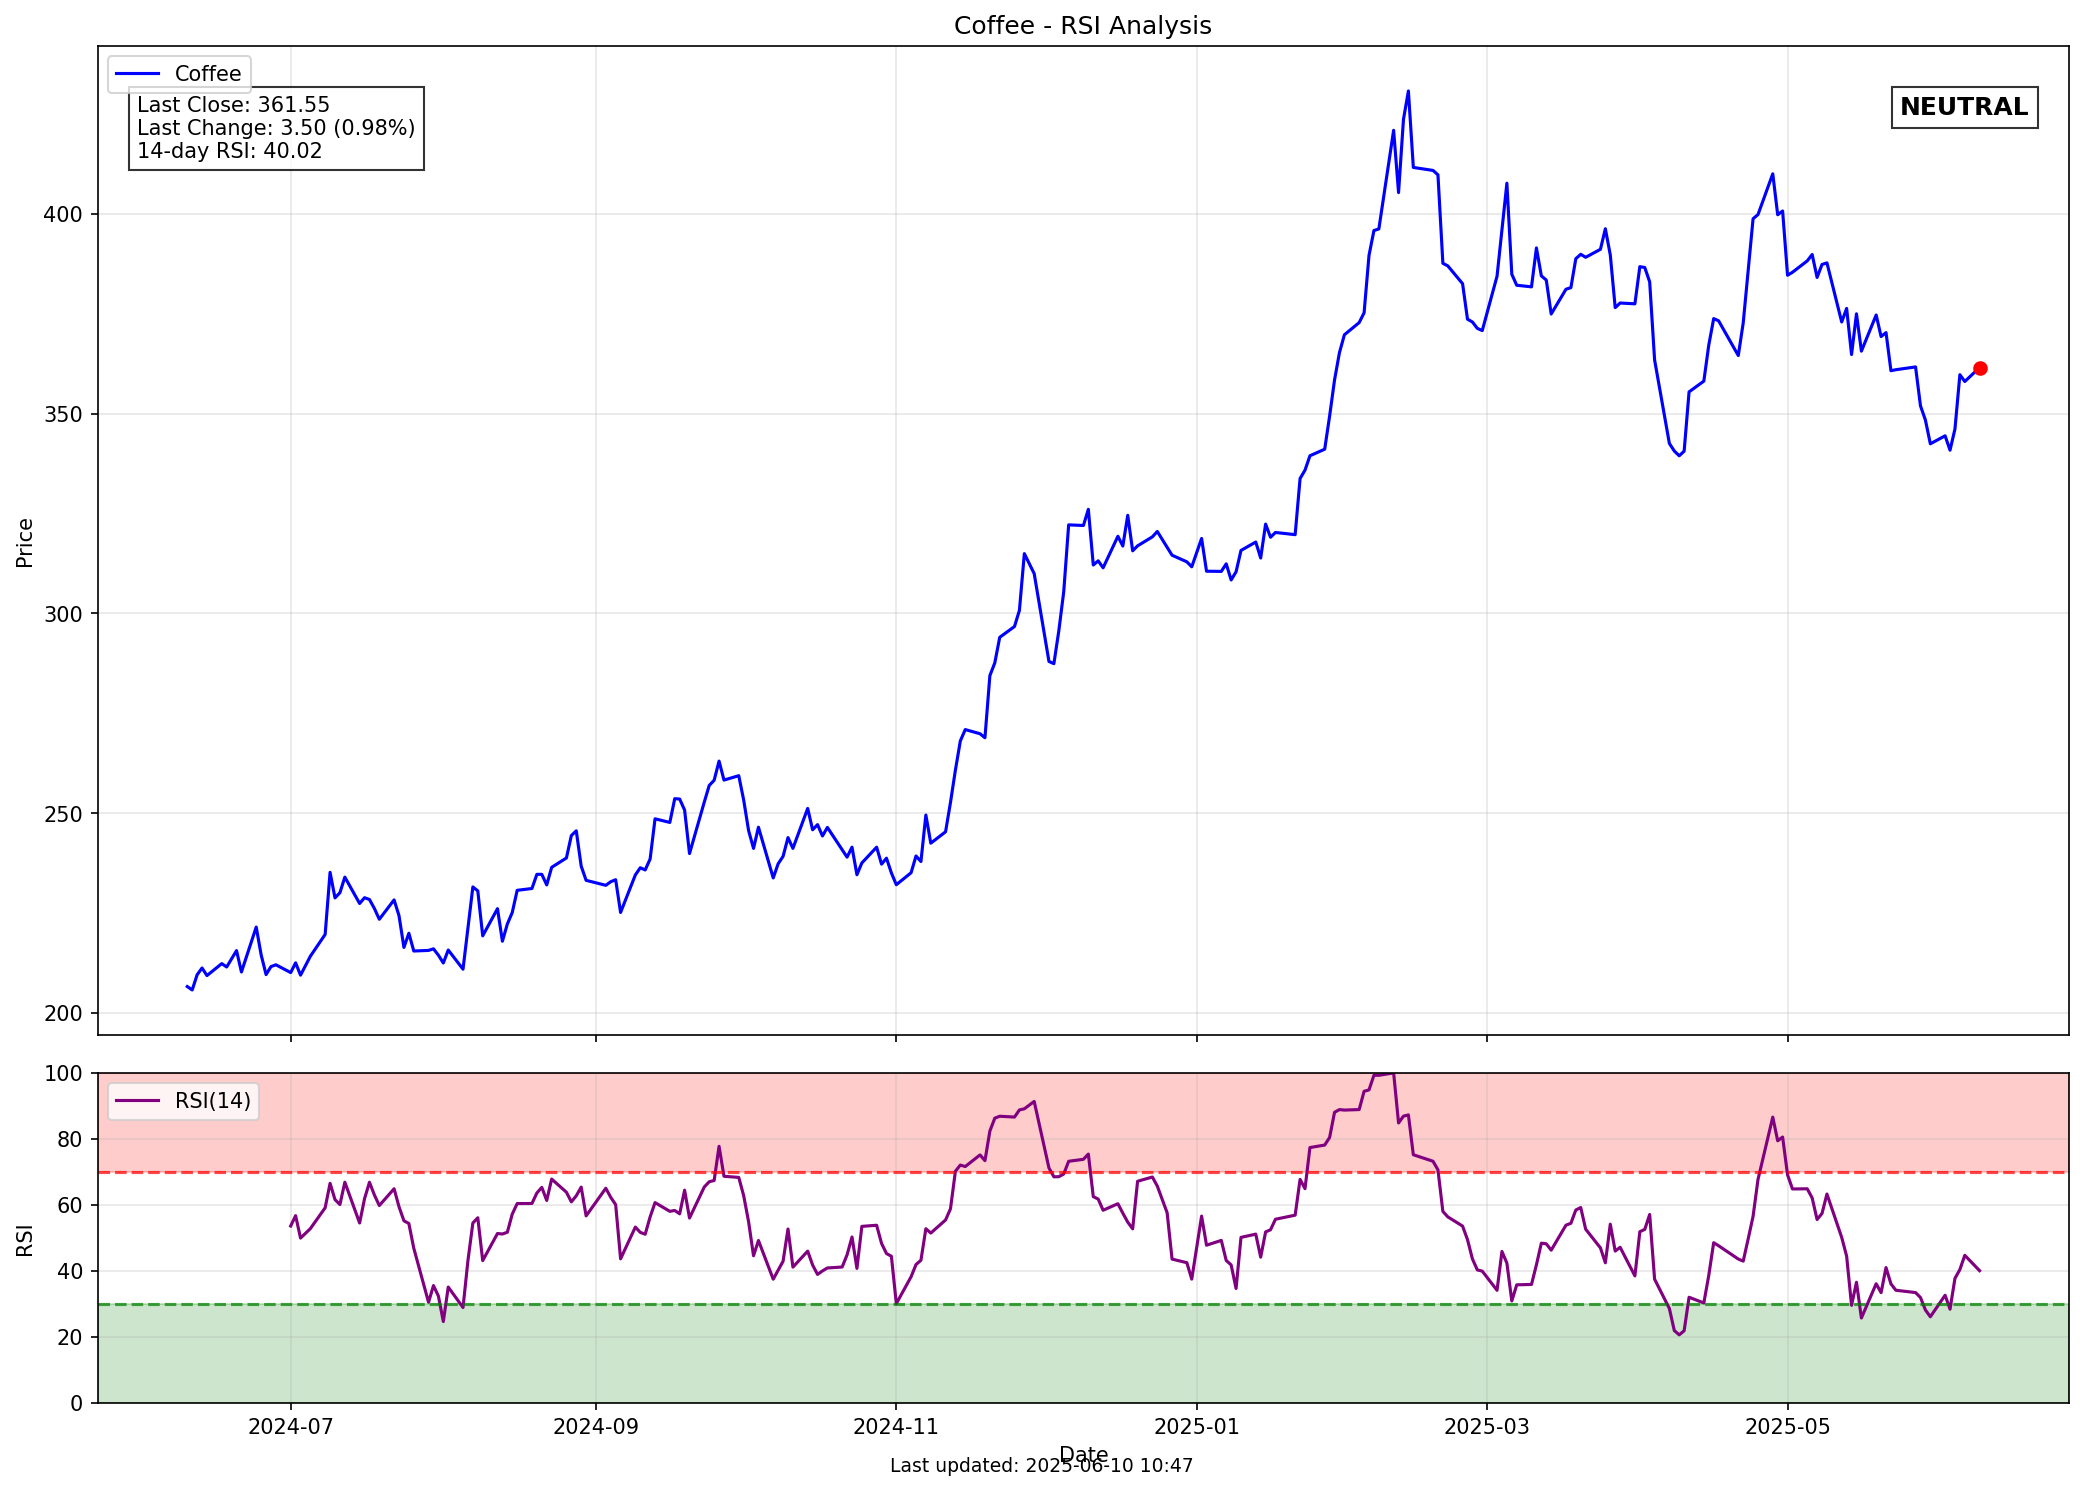 Coffee - RSI Analysis
Coffee
Last Close: 361.55
Last Change: 3.50 (0.98%)
14-day RSI: 40.02
NEUTRAL
400
350
300
250
200
Price
100
80
60
40
20
0
RSI
RSI(14)
2024-07
2024-09
2024-11
2025-01
2025-03
2025-05
Date
Last updated: 2025-06-10 10:47